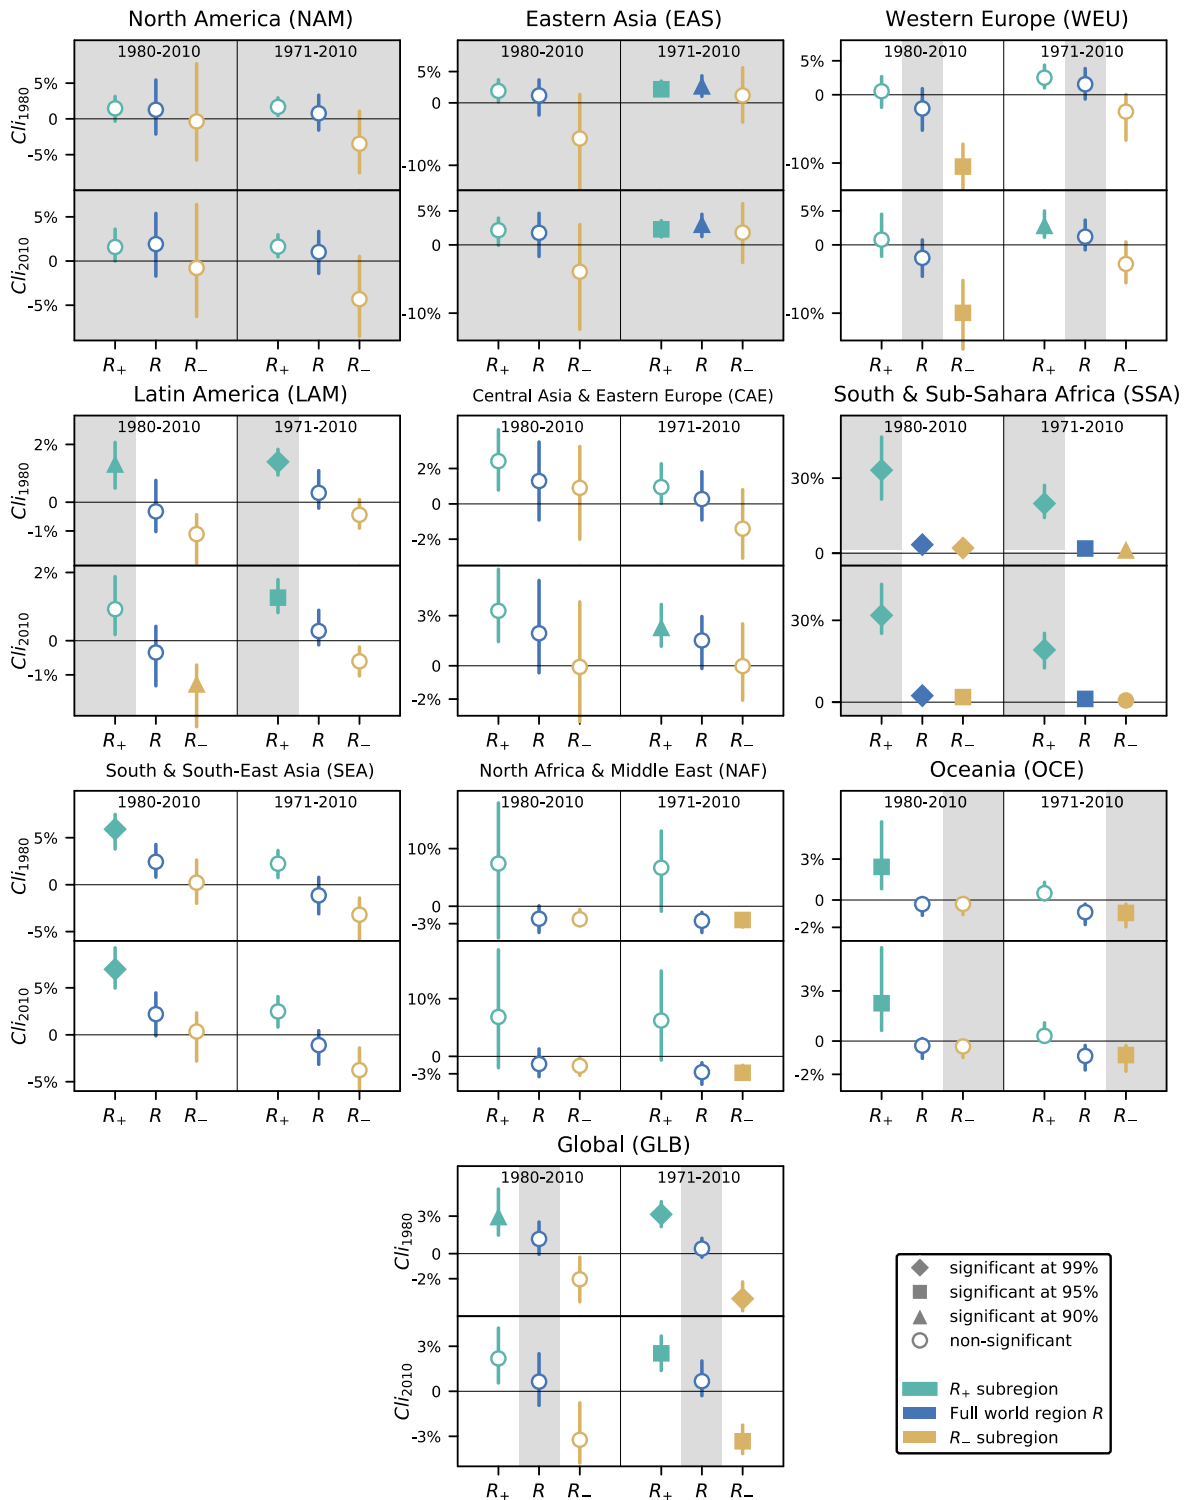 North America (NAM) Eastern Asia (EAS) Western Europe (WEU)
1980-2010 1971-2010 1980-2010 1971-2010 1980-2010 1971-2010
Cli1980 5% 0 -5% 5% 0 -10% 5% 0 -10%
Cli2010 5% 0 -5% 5% 0 -10% 5% 0 -10%
R+ R R− R+ R R− R+ R R− R+ R R− R+ R R− R+ R R−
Latin America (LAM) Central Asia & Eastern Europe (CAE) South & Sub-Sahara Africa (SSA)
1980-2010 1971-2010 1980-2010 1971-2010 1980-2010 1971-2010
Cli1980 2% 0 -1% 2% 0 -2% 30% 0
Cli2010 2% 0 -1% 3% 0 -2% 30% 0
R+ R R− R+ R R− R+ R R− R+ R R− R+ R R− R+ R R−
South & South-East Asia (SEA) North Africa & Middle East (NAF) Oceania (OCE)
1980-2010 1971-2010 1980-2010 1971-2010 1980-2010 1971-2010
Cli1980 5% 0 -5% 10% 0 -3% 3% 0 -2%
Cli2010 5% 0 -5% 10% 0 -3% 3% 0 -2%
R+ R R− R+ R R− R+ R R− R+ R R− R+ R R− R+ R R−
Global (GLB)
1980-2010 1971-2010
Cli1980 3% 0 -2%
Cli2010 3% 0 -3%
R+ R R− R+ R R−
significant at 99%
significant at 95%
significant at 90%
non-significant
R+ subregion
Full world region R
R− subregion